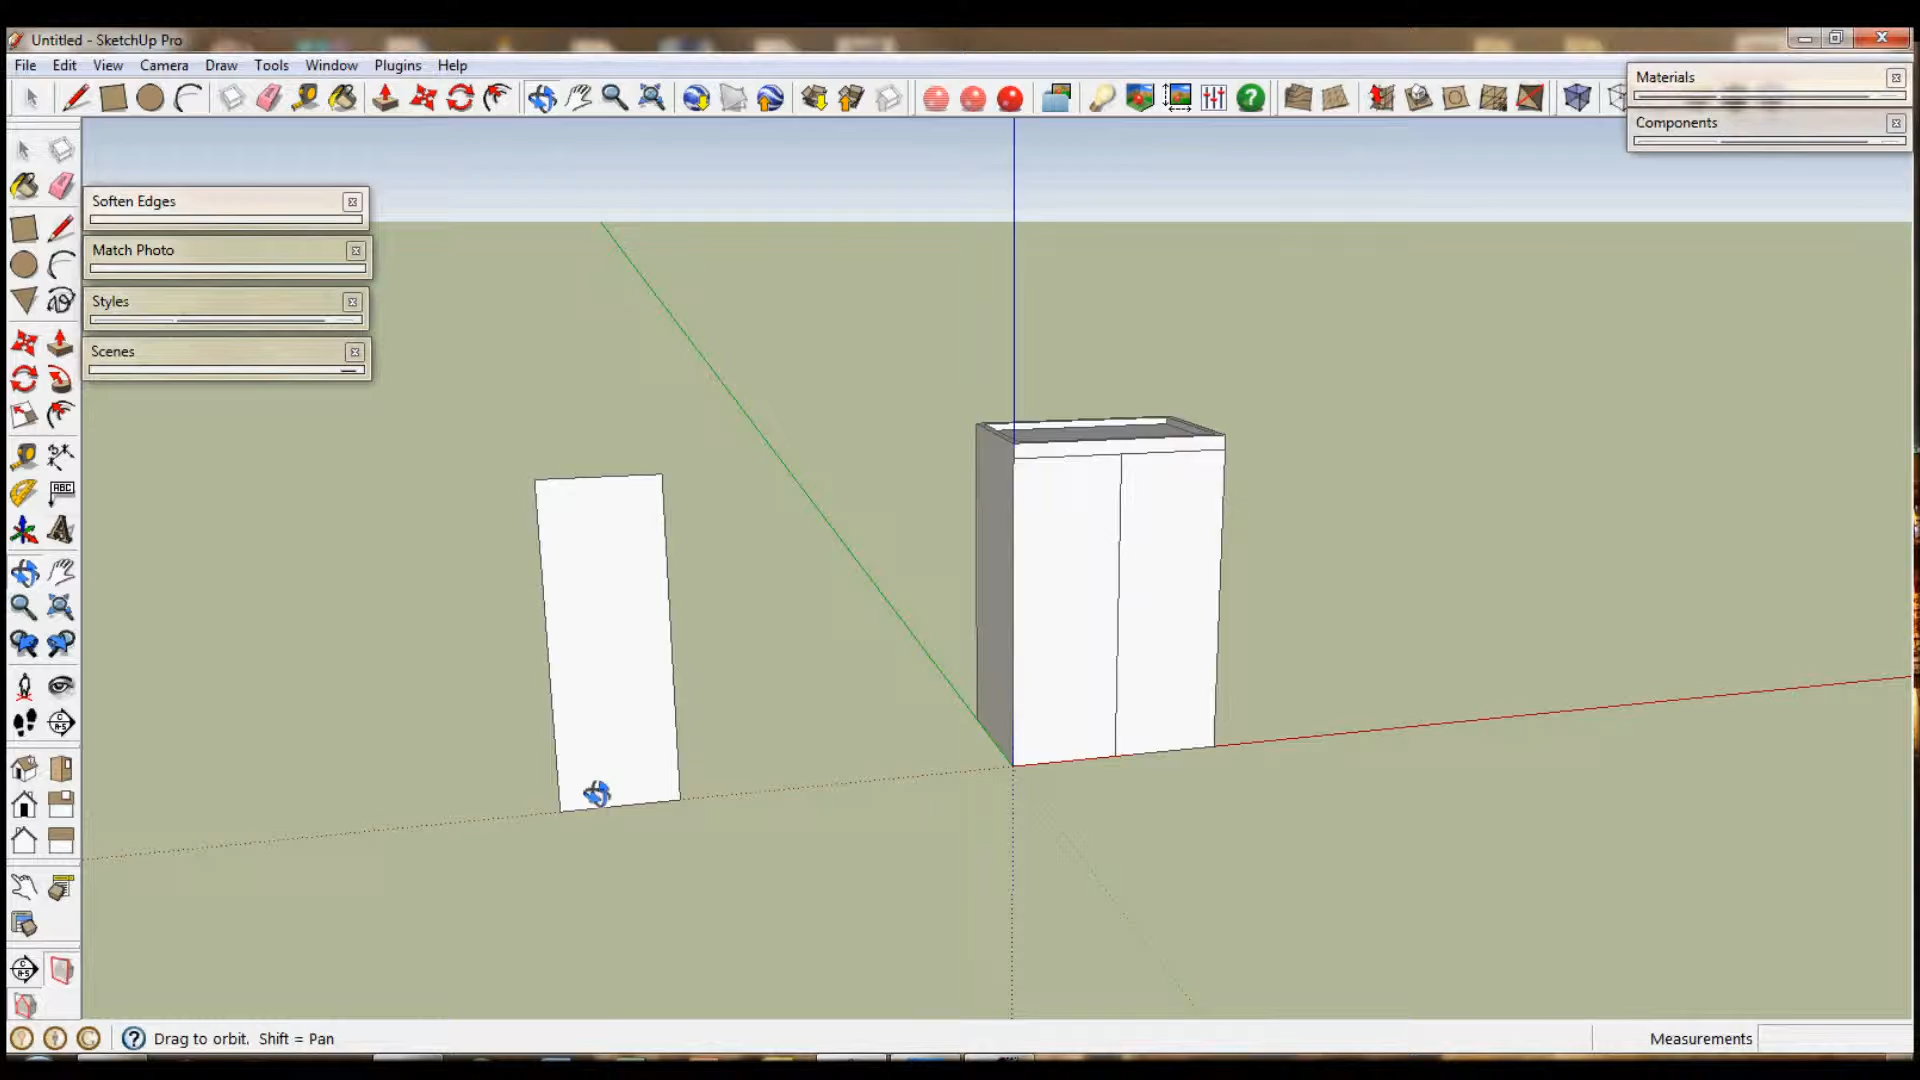 Untitled - SketchUp Pro
File Edit View Camera Draw Tools Window Plugins Help
Materials
Components
Soften Edges
Match Photo
Styles
Scenes
ABC
Drag to orbit. Shift = Pan
Measurements